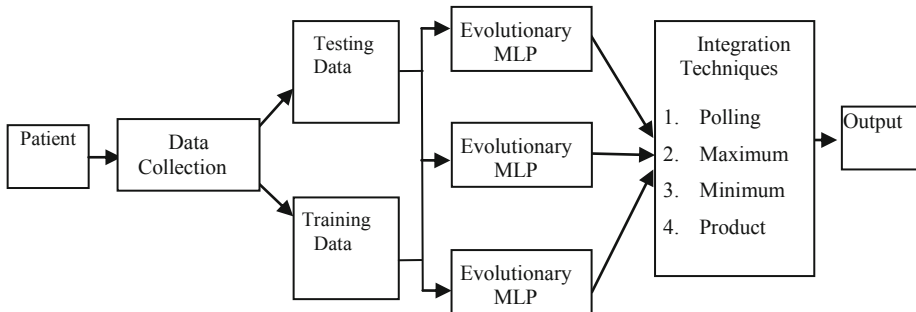 Patient
Data
Collection
Testing
Data
Training
Data
Evolutionary
MLP
Evolutionary
MLP
Evolutionary
MLP
Integration
Techniques
1. Polling
2. Maximum
3. Minimum
4. Product
Output